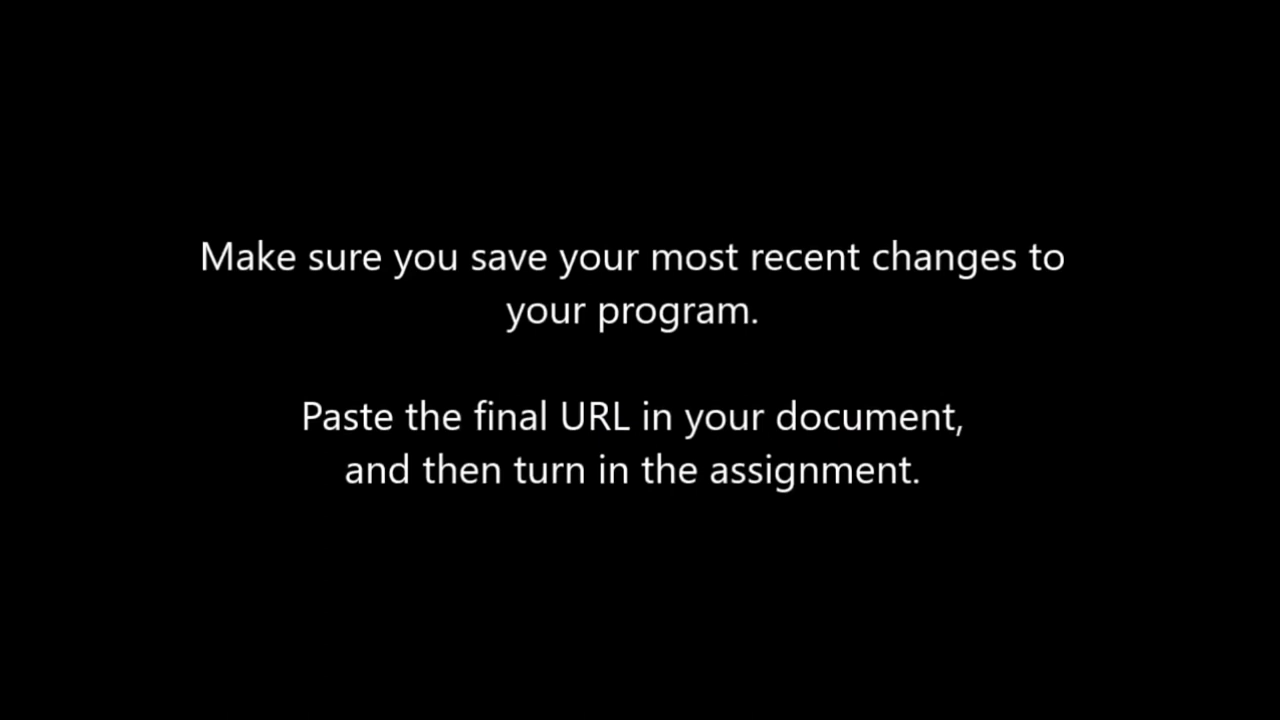 Make sure you save your most recent changes to
your program.
Paste the final URL in your document,
and then turn in the assignment.